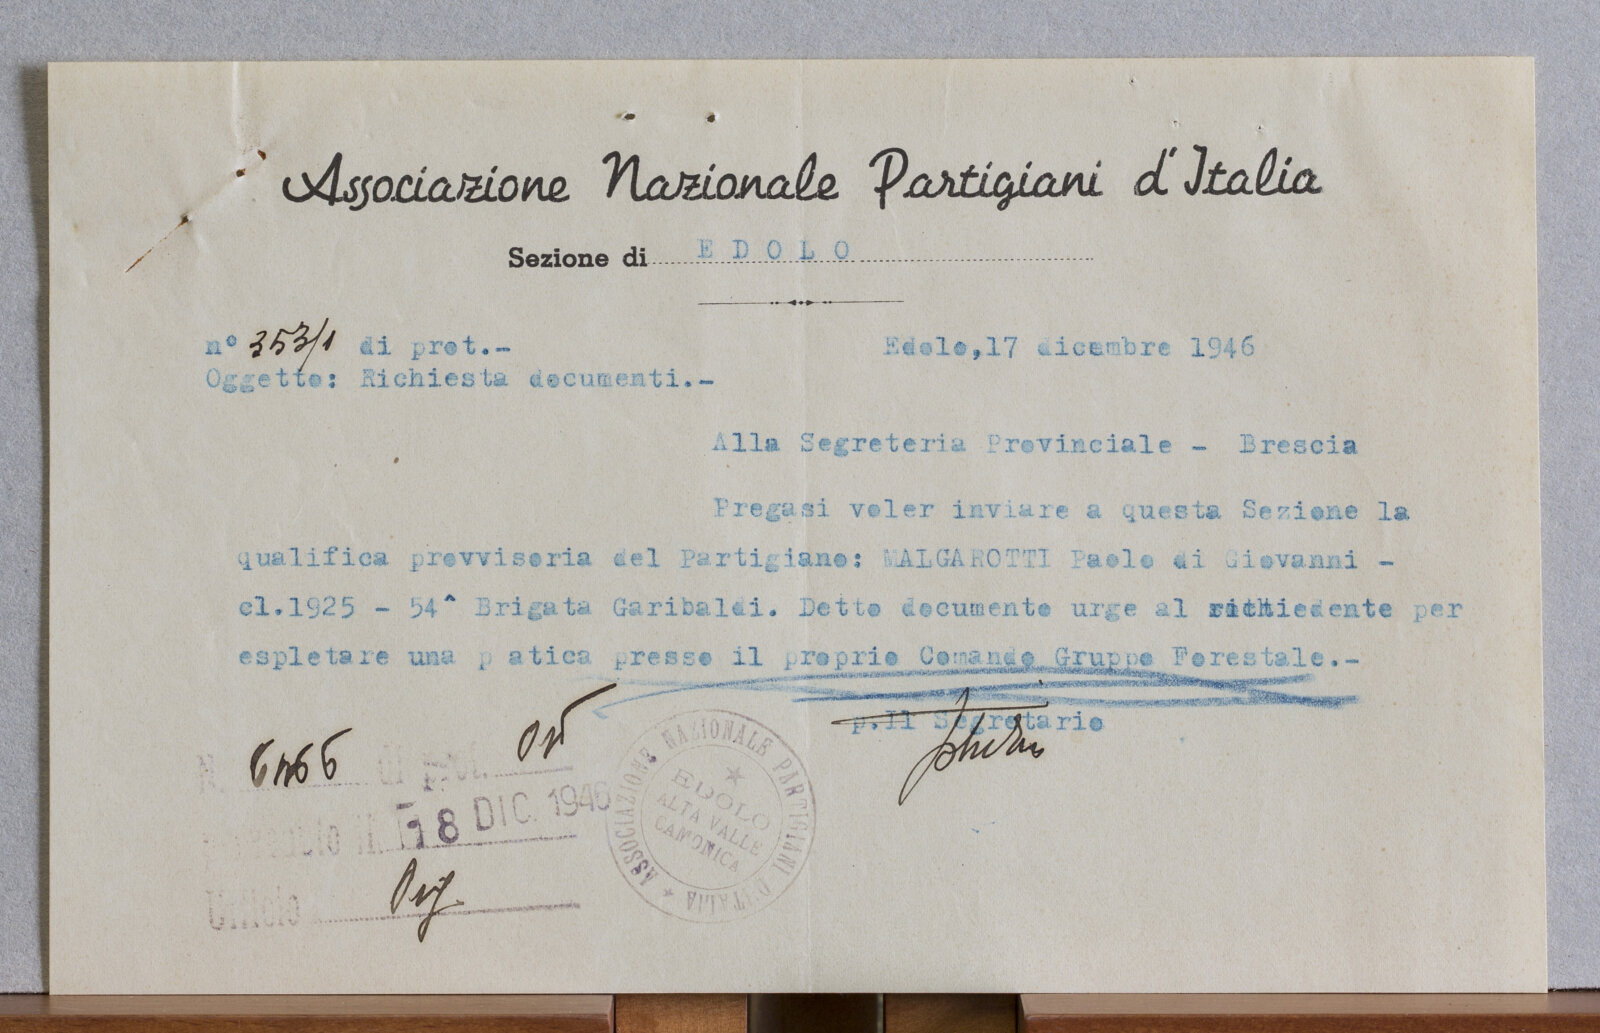 Associazione Nazionale Partigiani d'Italia
Sezione di EDOLO
n° 353/1 di prot.-
Edolo,17 dicembre 1946
Oggetto: Richiesta documenti.-
Alla Segreteria Provinciale - Brescia
Pregasi voler inviare a questa Sezione la
qualifica provvisoria del Partigiano: MALGAROTTI Paolo di Giovanni -
cl.1925 - 54^ Brigata Garibaldi. Detto documento urge al richiedente per
espletare una p atica presso il proprio Comando Gruppo Forestale.-
p.Il Segretario
N. 6466 di prot.
18 DIC. 1946
Ufficio
ASSOCIAZIONE NAZIONALE PARTIGIANI D'ITALIA
EDOLO
ALTA VALLE
CAMONICA